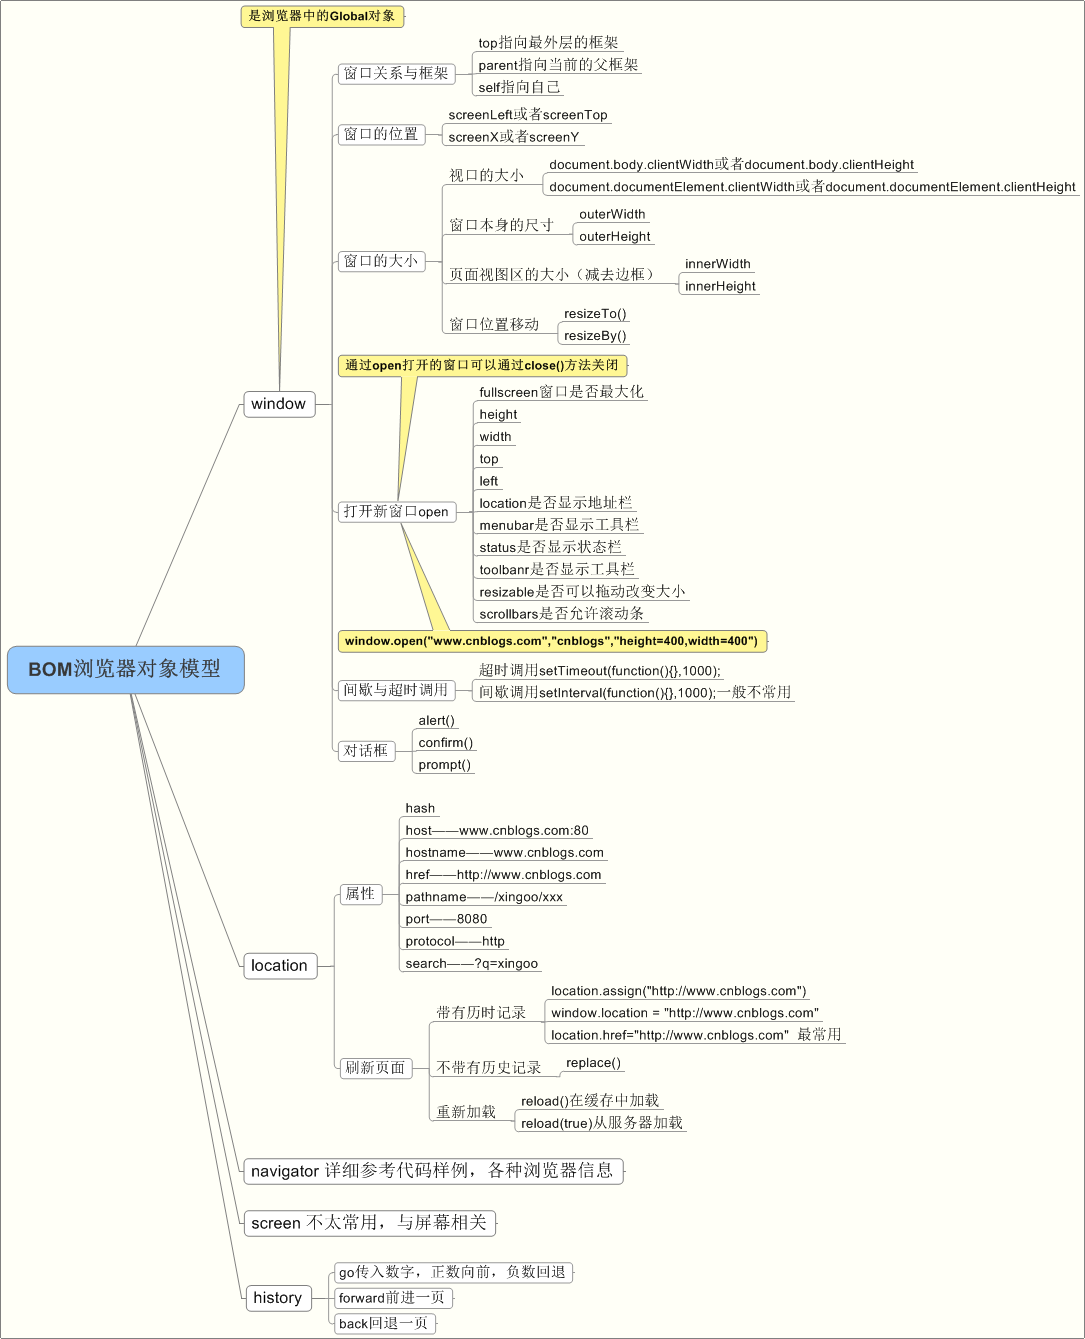 是浏览器中的Global对象
top指向最外层的框架
窗口关系与框架
parent指向当前的父框架
self指向自己
screenLeft或者screenTop
窗口的位置
screenX或者screenY
视口的大小
document.body.clientWidth或者document.body.clientHeight
document.documentElement.clientWidth或者document.documentElement.clientHeight
窗口的大小
窗口本身的尺寸
outerWidth
outerHeight
页面视图区的大小（减去边框）
innerWidth
innerHeight
窗口位置移动
resizeTo()
resizeBy()
通过open打开的窗口可以通过close()方法关闭
window
fullscreen窗口是否最大化
height
width
top
left
打开新窗口open
location是否显示地址栏
menubar是否显示工具栏
status是否显示状态栏
toolbanr是否显示工具栏
resizable是否可以拖动改变大小
scrollbars是否允许滚动条
window.open("www.cnblogs.com","cnblogs","height=400,width=400")
BOM浏览器对象模型
间歇与超时调用
超时调用setTimeout(function(){},1000);
间歇调用setInterval(function(){},1000);一般不常用
对话框
alert()
confirm()
prompt()
location
属性
hash
host——www.cnblogs.com:80
hostname——www.cnblogs.com
href——http://www.cnblogs.com
pathname——/xingoo/xxx
port——8080
protocol——http
search——?q=xingoo
刷新页面
带有历时记录
location.assign("http://www.cnblogs.com")
window.location = "http://www.cnblogs.com"
location.href="http://www.cnblogs.com" 最常用
不带有历史记录
replace()
重新加载
reload()在缓存中加载
reload(true)从服务器加载
navigator 详细参考代码样例，各种浏览器信息
screen 不太常用，与屏幕相关
history
go传入数字，正数向前，负数回退
forward前进一页
back回退一页